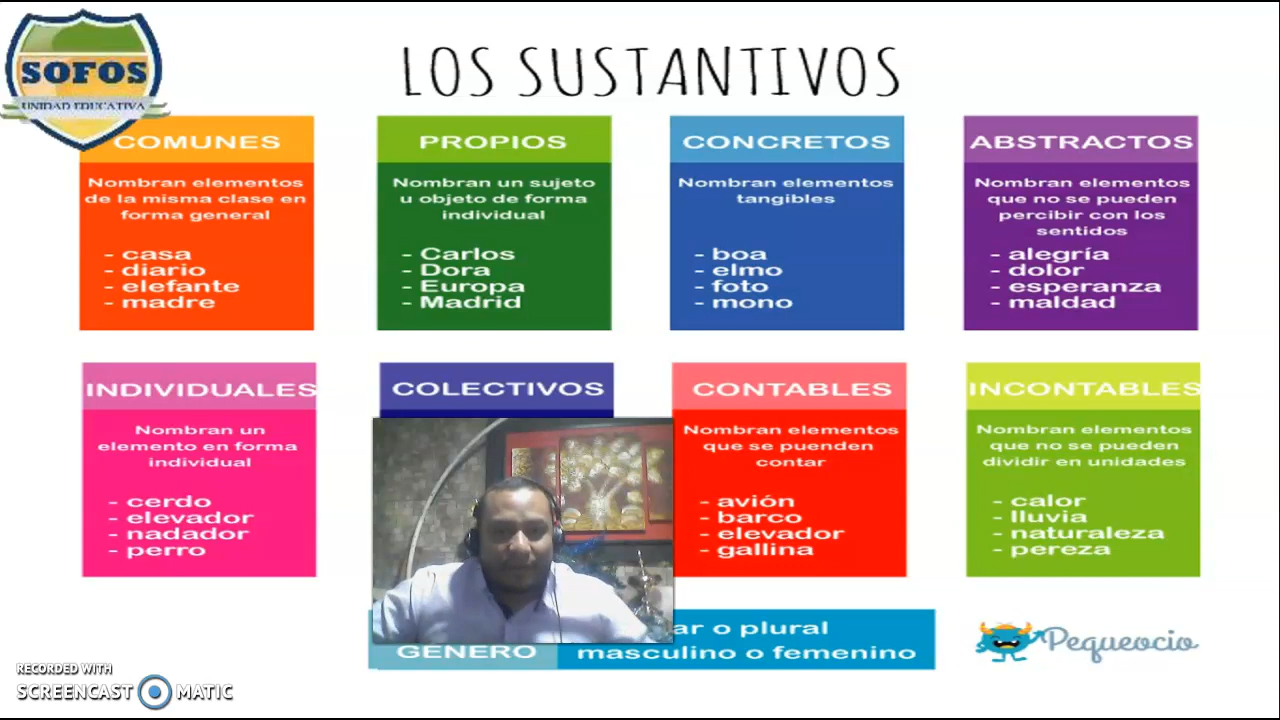 SOFOS
UNIDAD EDUCATIVA
LOS SUSTANTIVOS
COMUNES
Nombran elementos
de la misma clase en
forma general
- casa
- diario
- elefante
- madre
PROPIOS
Nombran un sujeto
u objeto de forma
individual
- Carlos
- Dora
- Europa
- Madrid
CONCRETOS
Nombran elementos
tangibles
- boa
- elmo
- foto
- mono
ABSTRACTOS
Nombran elementos
que no se pueden
percibir con los
sentidos
- alegría
- dolor
- esperanza
- maldad
INDIVIDUALES
Nombran un
elemento en forma
individual
- cerdo
- elevador
- nadador
- perro
COLECTIVOS
CONTABLES
Nombran elementos
que se puenden
contar
- avión
- barco
- elevador
- gallina
INCONTABLES
Nombran elementos
que no se pueden
dividir en unidades
- calor
- lluvia
- naturaleza
- pereza
o plural
GENERO
masculino o femenino
Pequeocio
RECORDED WITH
SCREENCAST MATIC